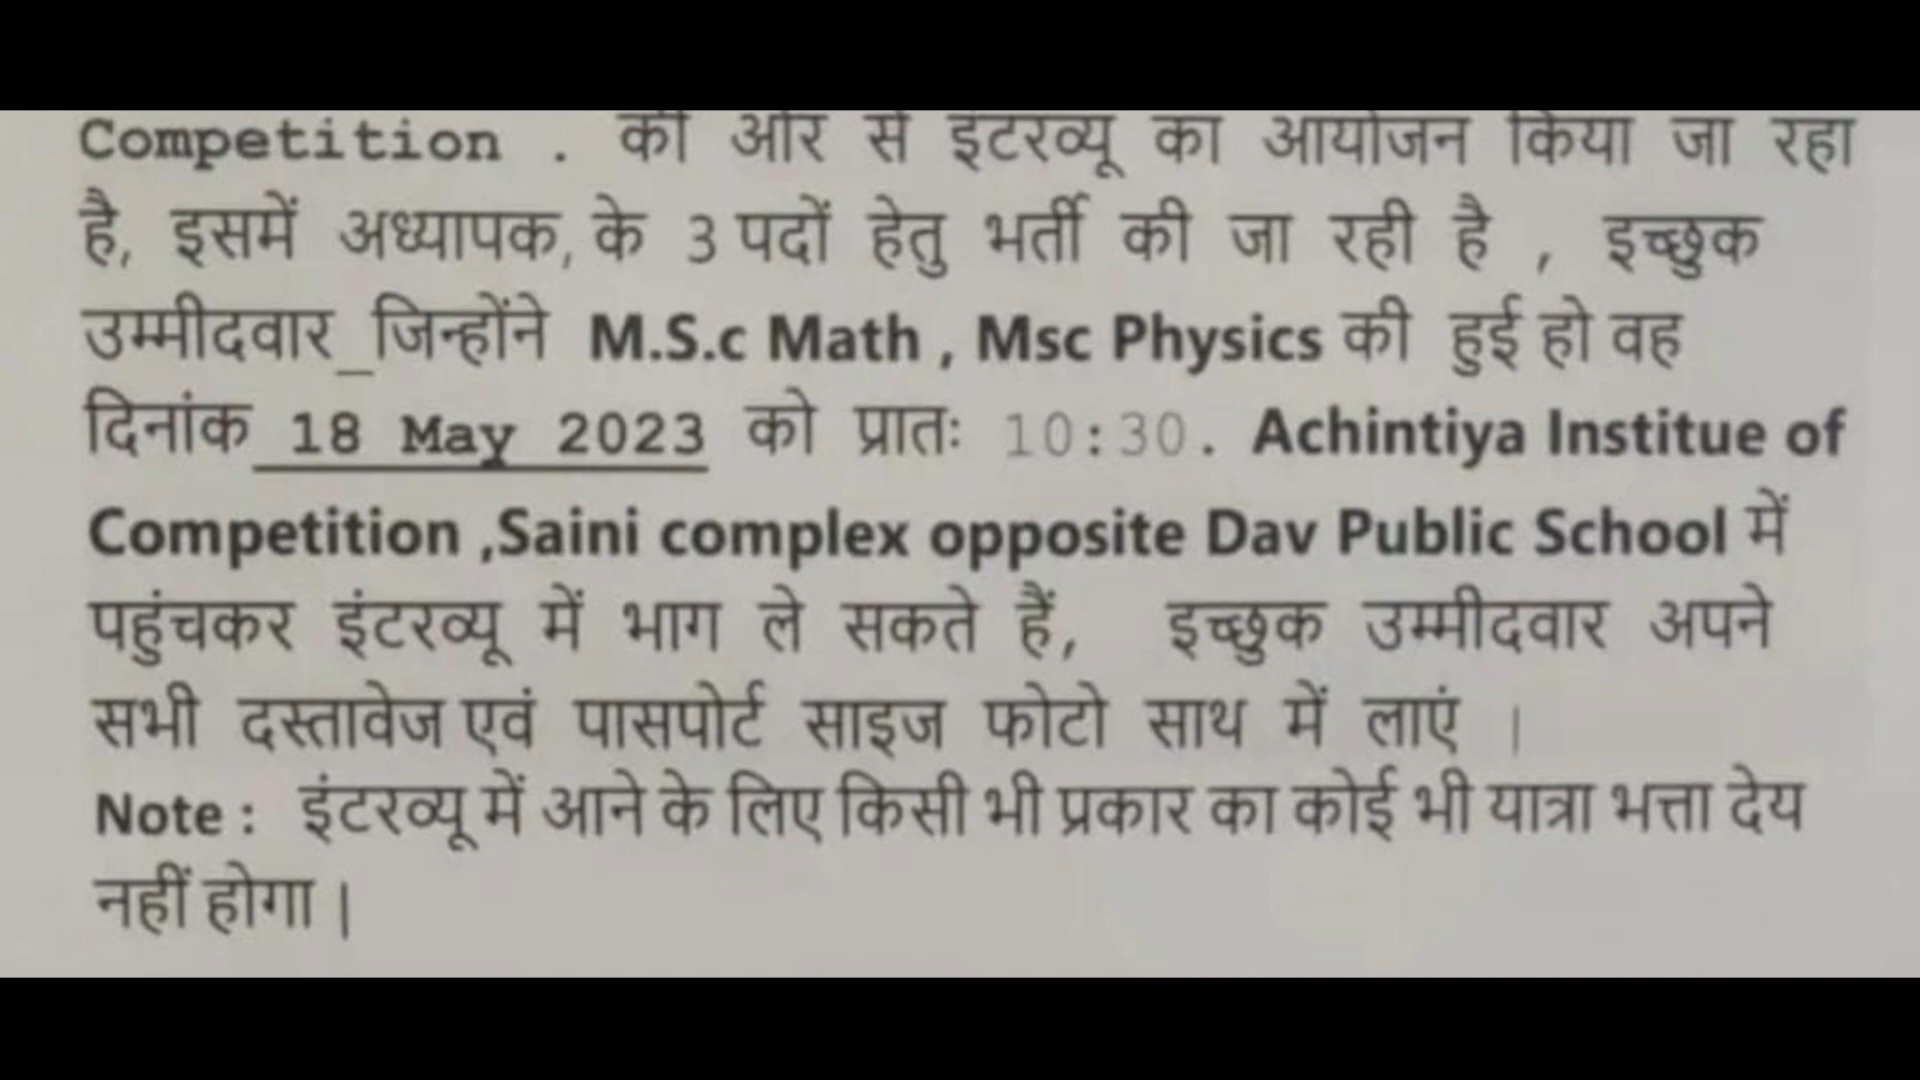 Competition . की ओर से इंटरव्यू का आयोजन किया जा रहा
है, इसमें अध्यापक, के 3 पदों हेतु भर्ती की जा रही है , इच्छुक
उम्मीदवार_जिन्होंने M.S.c Math , Msc Physics की हुई हो वह
दिनांक 18 May 2023 को प्रातः 10:30. Achintiya Institue of
Competition ,Saini complex opposite Dav Public School में
पहुंचकर इंटरव्यू में भाग ले सकते हैं, इच्छुक उम्मीदवार अपने
सभी दस्तावेज एवं पासपोर्ट साइज फोटो साथ में लाएं ।
Note : इंटरव्यू में आने के लिए किसी भी प्रकार का कोई भी यात्रा भत्ता देय
नहीं होगा |